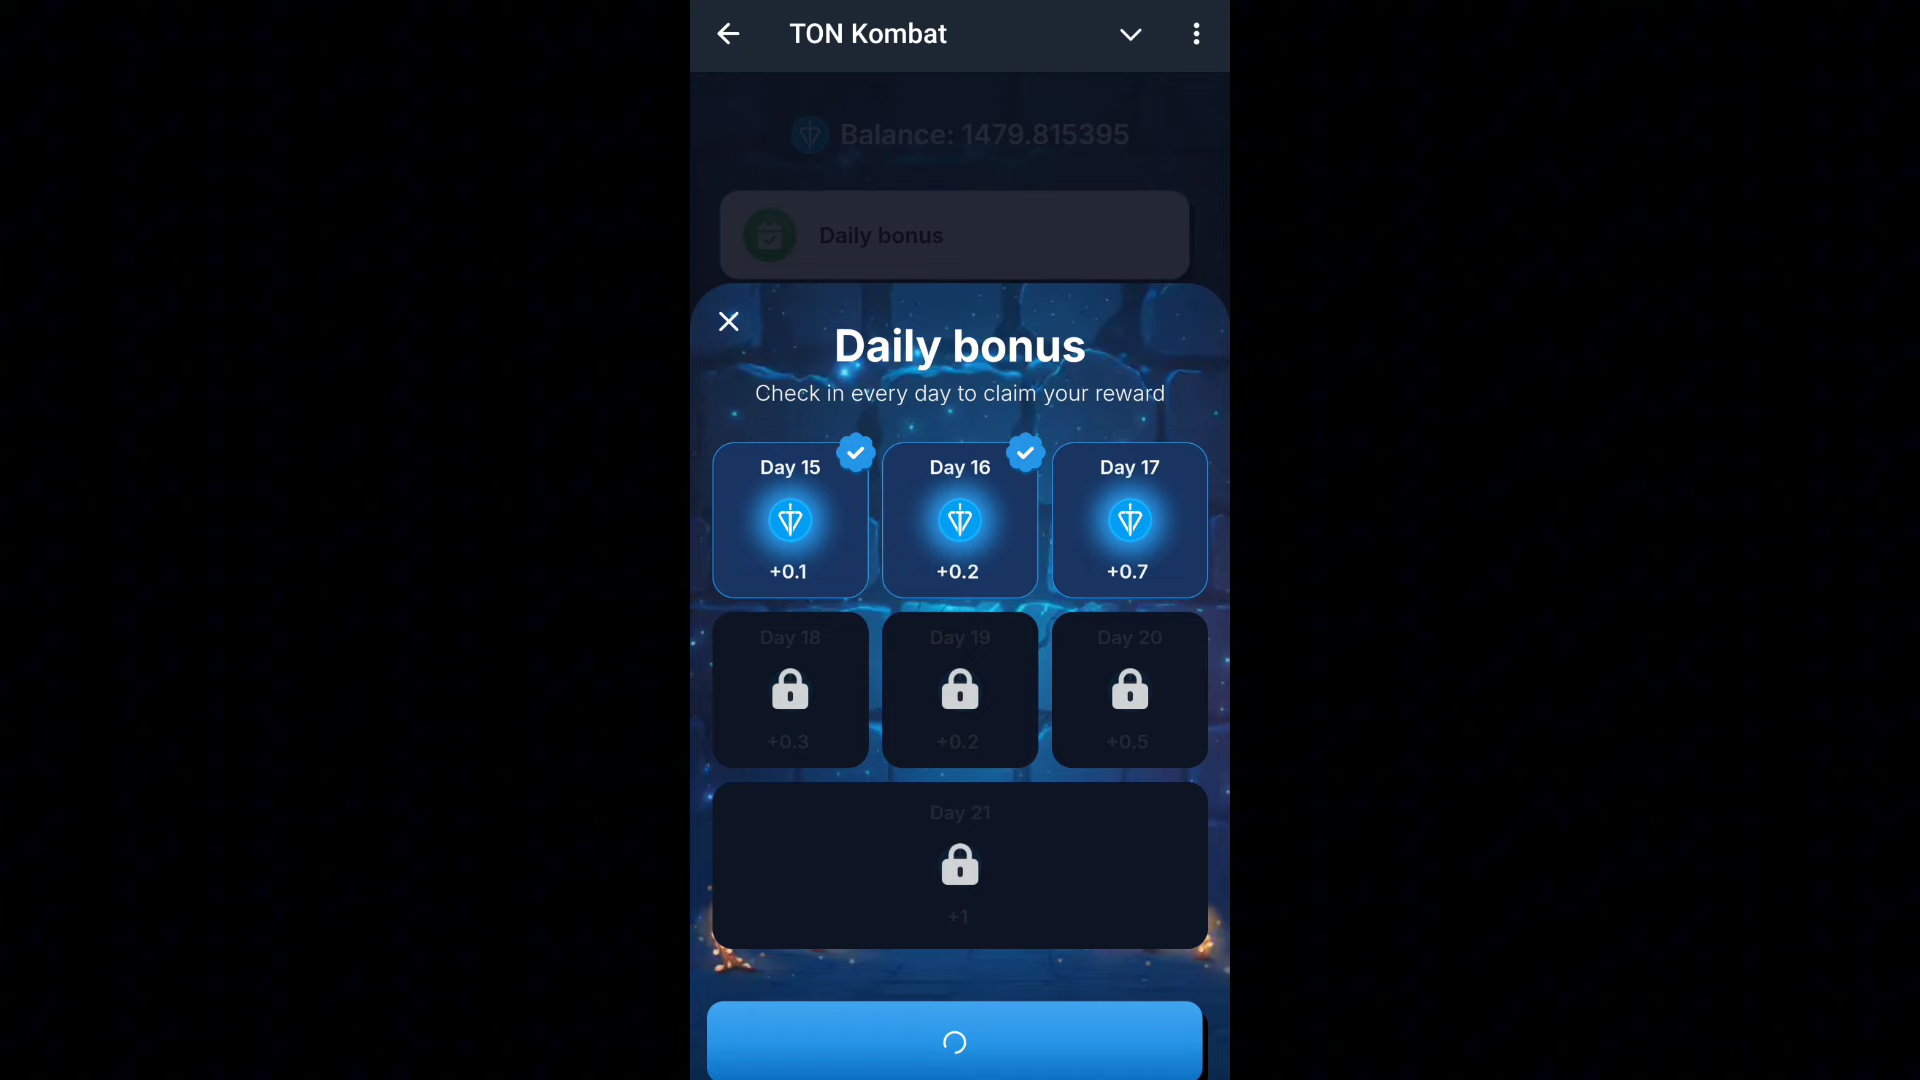 TON Kombat
Balance: 1479.815395
Daily bonus
Daily bonus
Check in every day to claim your reward
Day 15
Day 16
Day 17
+0.1
+0.2
+0.7
Day 18
Day 19
Day 20
+0.3
+0.2
+0.5
Day 21
+1